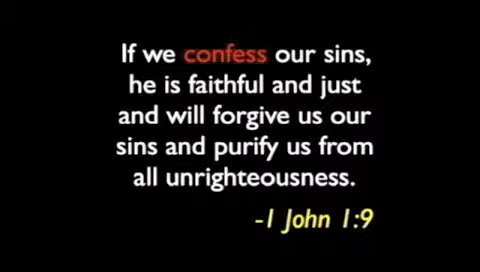 If we confess our sins,
he is faithful and just
and will forgive us our
sins and purify us from
all unrighteousness.
-1 John 1:9